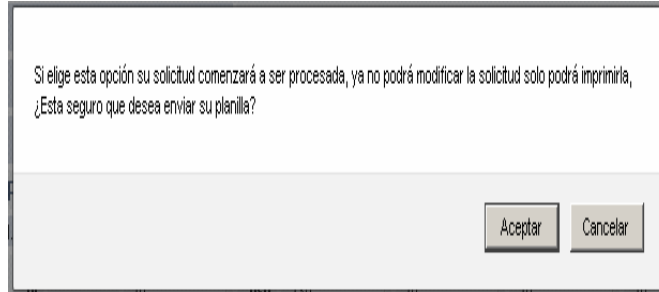 Si elige esta opción su solicitud comenzará a ser procesada, ya no podrá modificar la solicitud solo podrá imprimirla,
¿Esta seguro que desea enviar su planilla?
Aceptar Cancelar